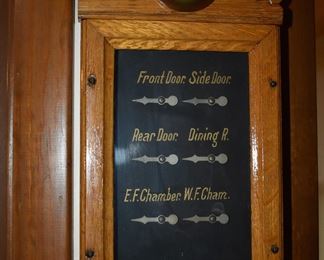 Front Door. Side Door.
Rear Door. Dining R.
E.F. Chamber. W.F. Cham.